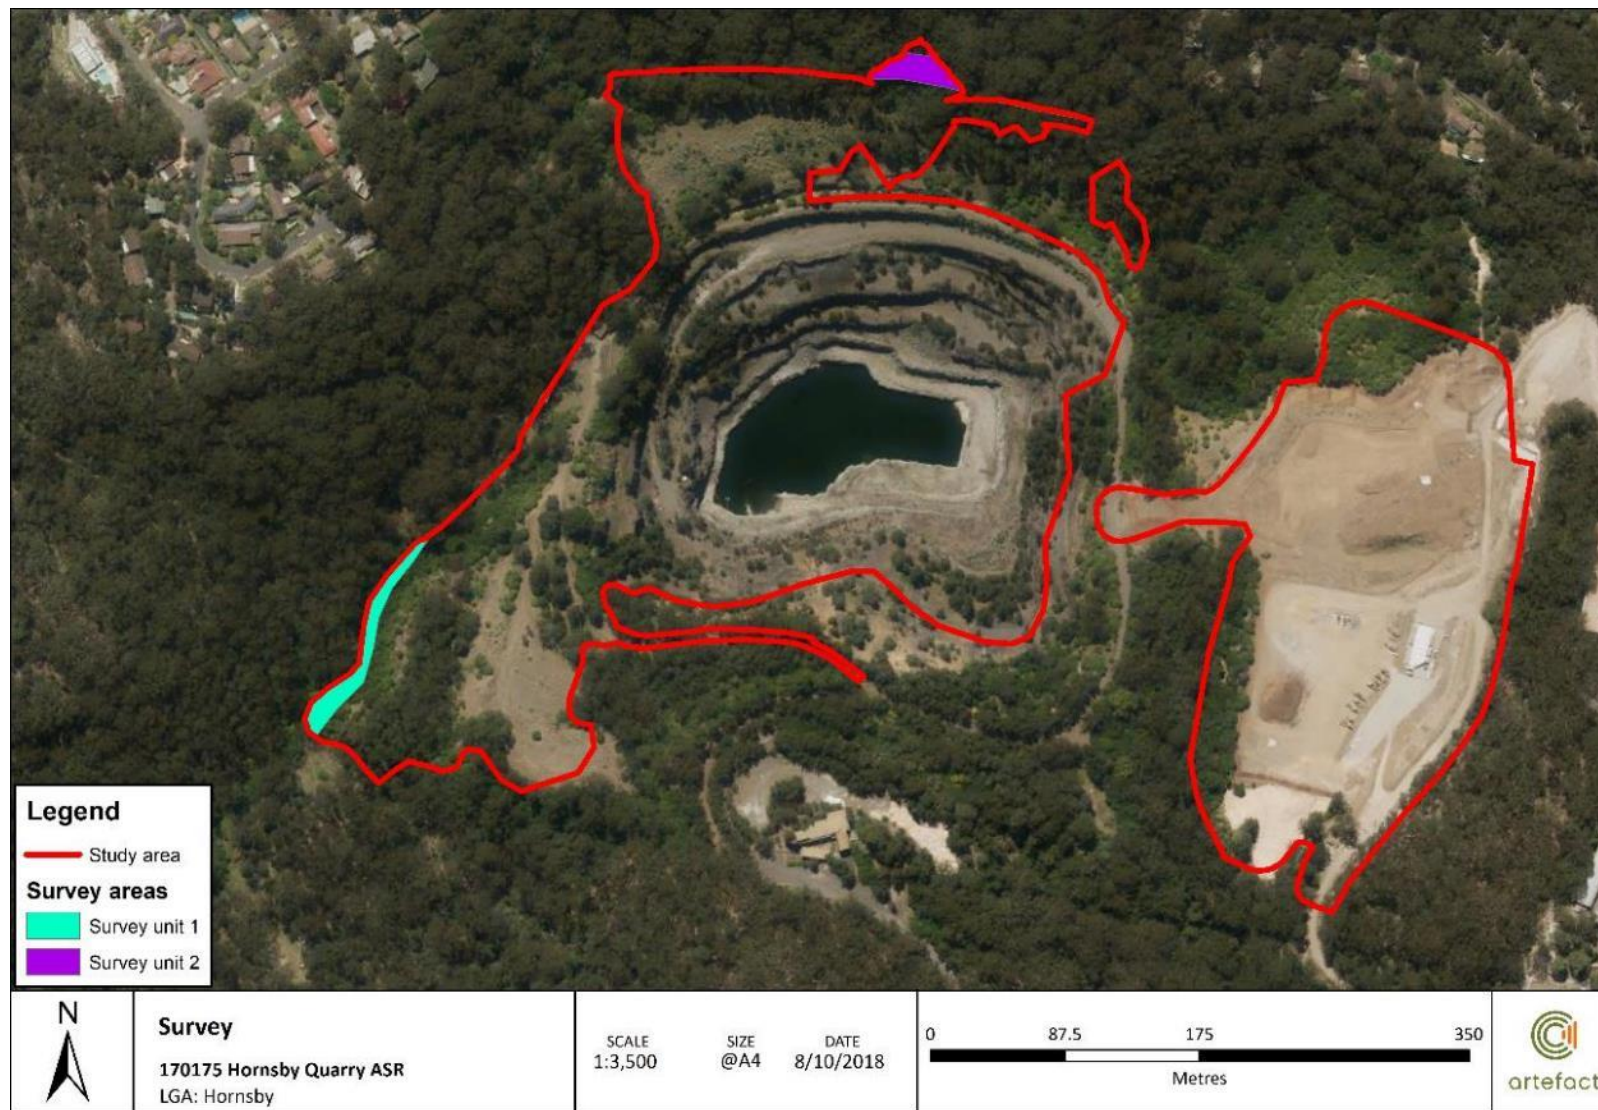 Legend
Study area
Survey areas
Survey unit 1
Survey unit 2
N
Survey
170175 Hornsby Quarry ASR
LGA: Hornsby
SCALE
1:3,500
SIZE
@A4
DATE
8/10/2018
0 87.5 175 350
Metres
artefact